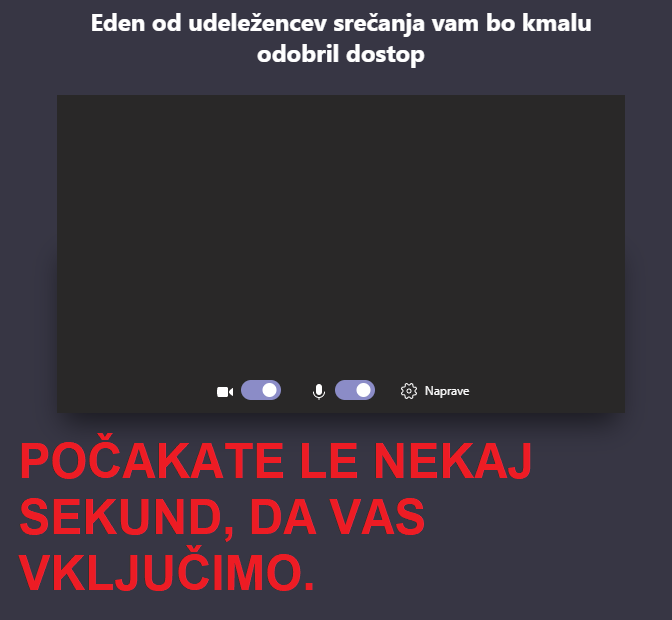 Eden od udeležencev srečanja vam bo kmalu
odobril dostop
Naprave
POČAKATE LE NEKAJ
SEKUND, DA VAS
VKLJUČIMO.